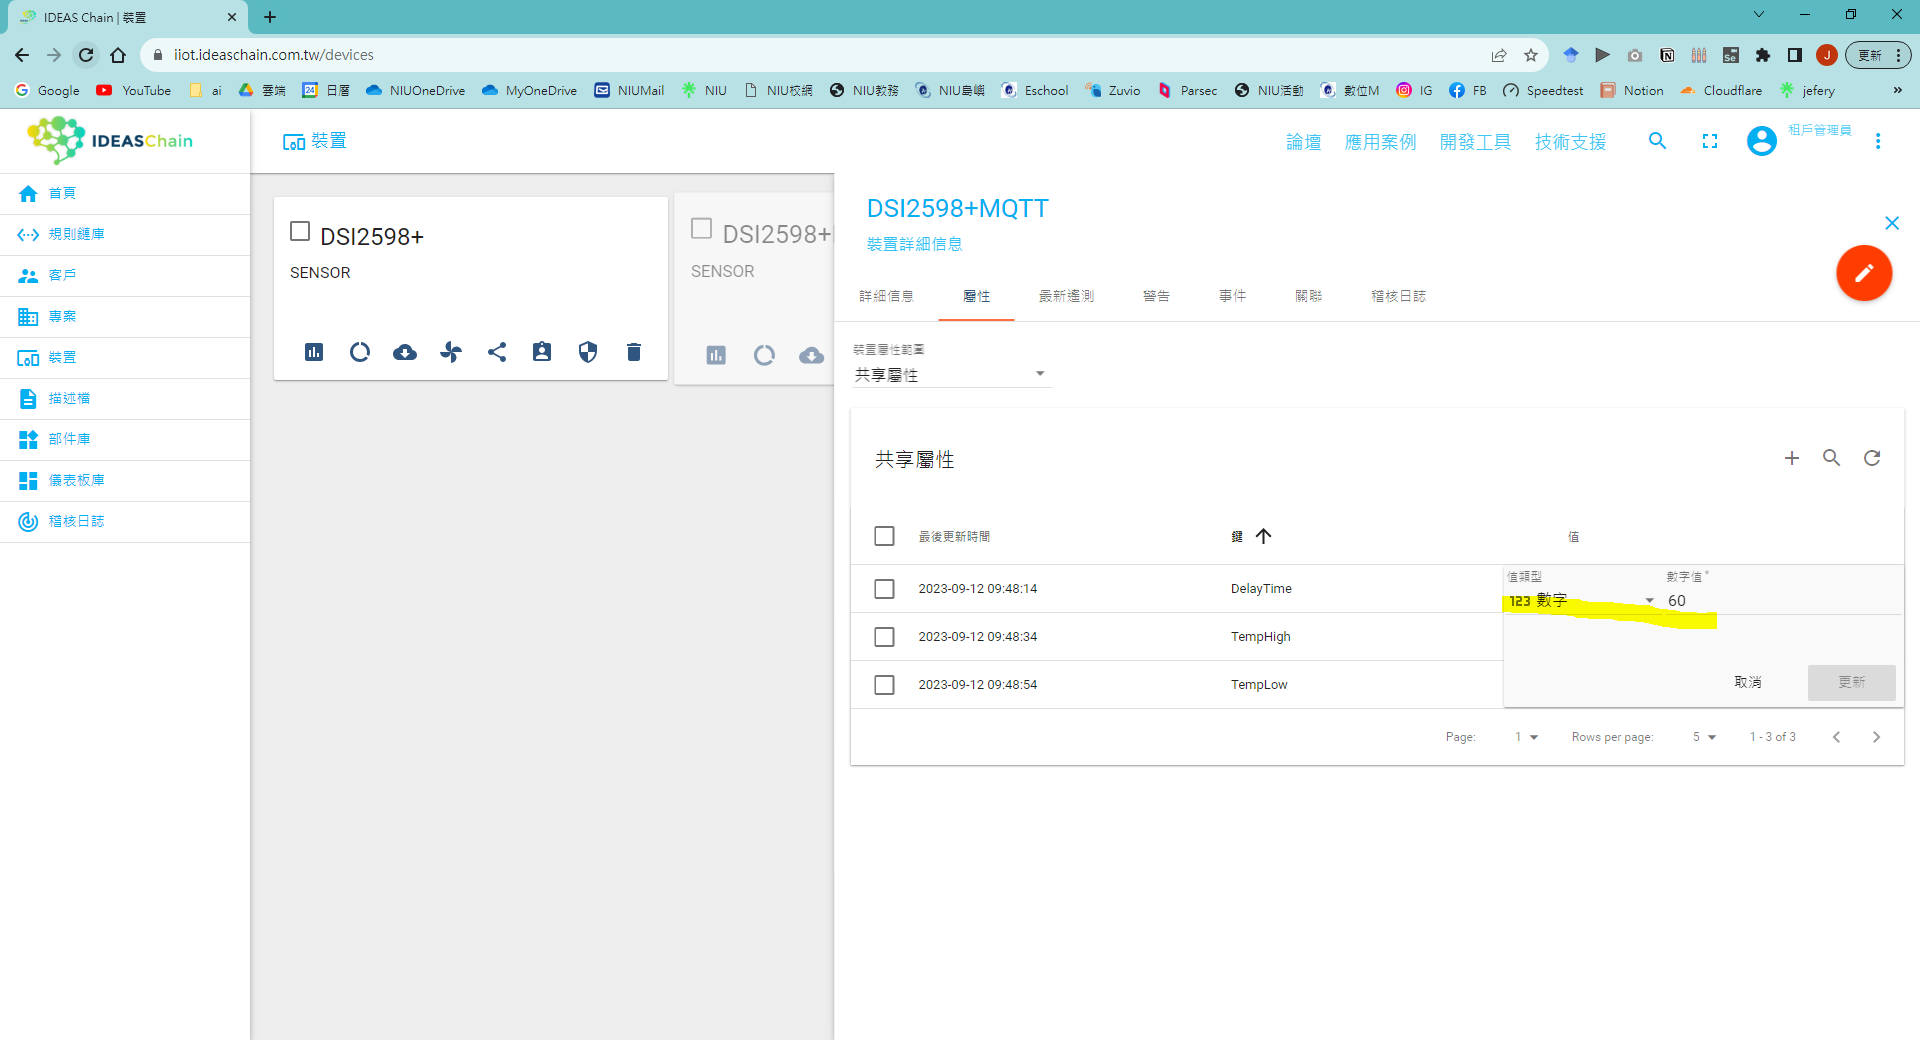 IDEAS Chain | 裝置
iiot.ideaschain.com.tw/devices
J
更新
Google
YouTube
ai
雲端
24
日曆
NIUOneDrive
MyOneDrive
NIUMail
NIU
NIU校網
NIU教務
NIU島嶼
Eschool
Zuvio
Parsec
NIU活動
數位M
IG
FB
Speedtest
Notion
Cloudflare
jefery
»
IDEASChain
裝置
論壇
應用案例
開發工具
技術支援
租戶管理員
首頁
規則鏈庫
客戶
專案
裝置
描述檔
部件庫
儀表板庫
稽核日誌
DSI2598+
SENSOR
DSI2598+
SENSOR
DSI2598+MQTT
裝置詳細信息
詳細信息
屬性
最新遙測
警告
事件
關聯
稽核日誌
裝置屬性範圍
共享屬性
共享屬性
最後更新時間
鍵
值
2023-09-12 09:48:14
DelayTime
2023-09-12 09:48:34
TempHigh
2023-09-12 09:48:54
TempLow
值類型
數字值 *
123 數字
60
取消
更新
Page:
1
Rows per page:
5
1 - 3 of 3